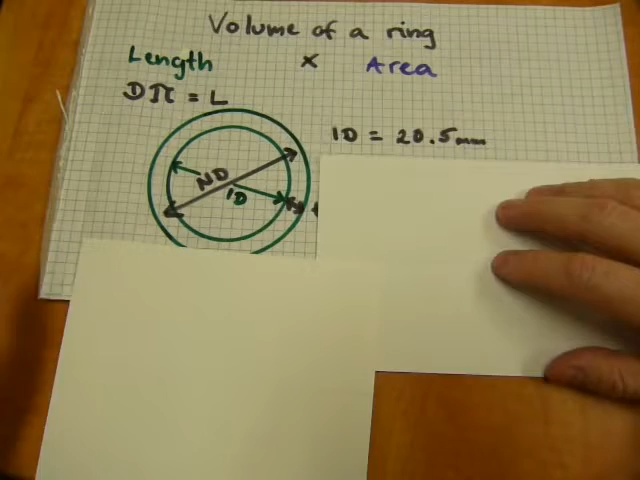 Volume of a ring
Length x Area
Dπ = L
ID = 20.5mm
ND
ID